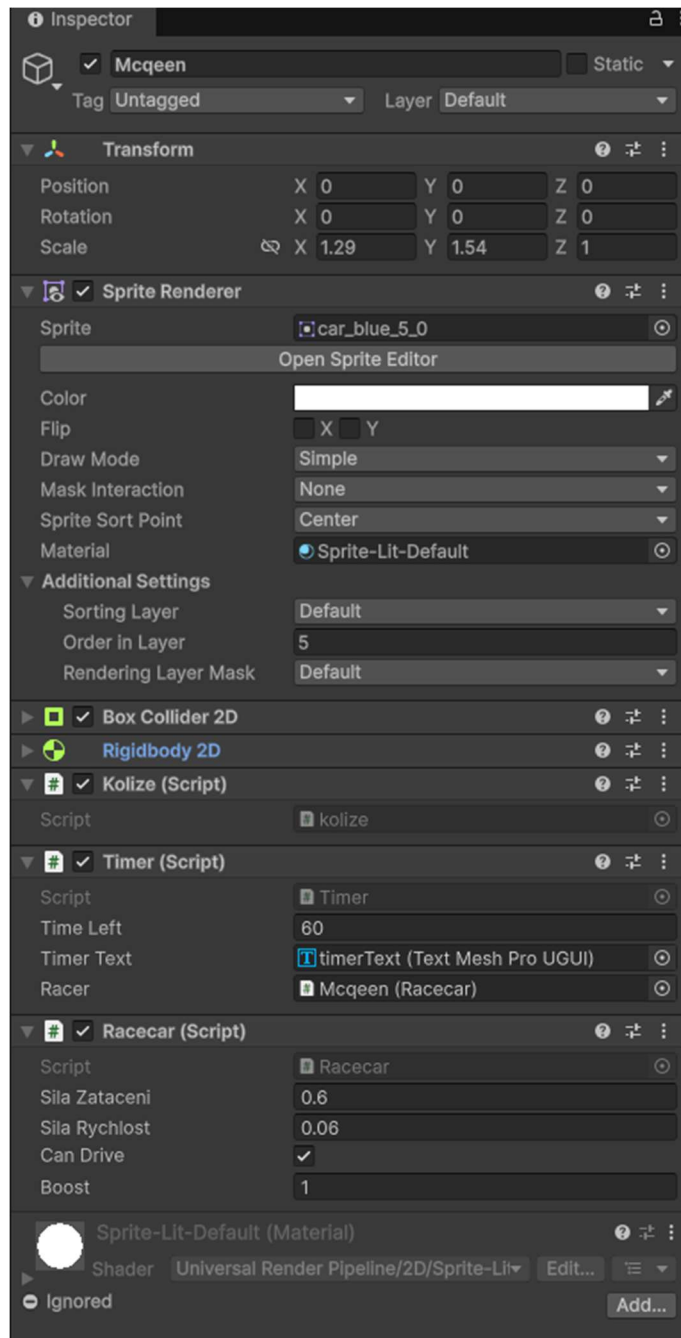 Inspector
Mcqeen Static
Tag Untagged Layer Default
Transform
Position X 0 Y 0 Z 0
Rotation X 0 Y 0 Z 0
Scale X 1.29 Y 1.54 Z 1
Sprite Renderer
Sprite car_blue_5_0
Open Sprite Editor
Color
Flip X Y
Draw Mode Simple
Mask Interaction None
Sprite Sort Point Center
Material Sprite-Lit-Default
Additional Settings
Sorting Layer Default
Order in Layer 5
Rendering Layer Mask Default
Box Collider 2D
Rigidbody 2D
# Kolize (Script)
Script # kolize
# Timer (Script)
Script # Timer
Time Left 60
Timer Text timerText (Text Mesh Pro UGUI)
Racer # Mcqeen (Racecar)
# Racecar (Script)
Script # Racecar
Sila Zataceni 0.6
Sila Rychlost 0.06
Can Drive
Boost 1
Sprite-Lit-Default (Material)
Shader Universal Render Pipeline/2D/Sprite-Lit Edit...
Ignored
Add...